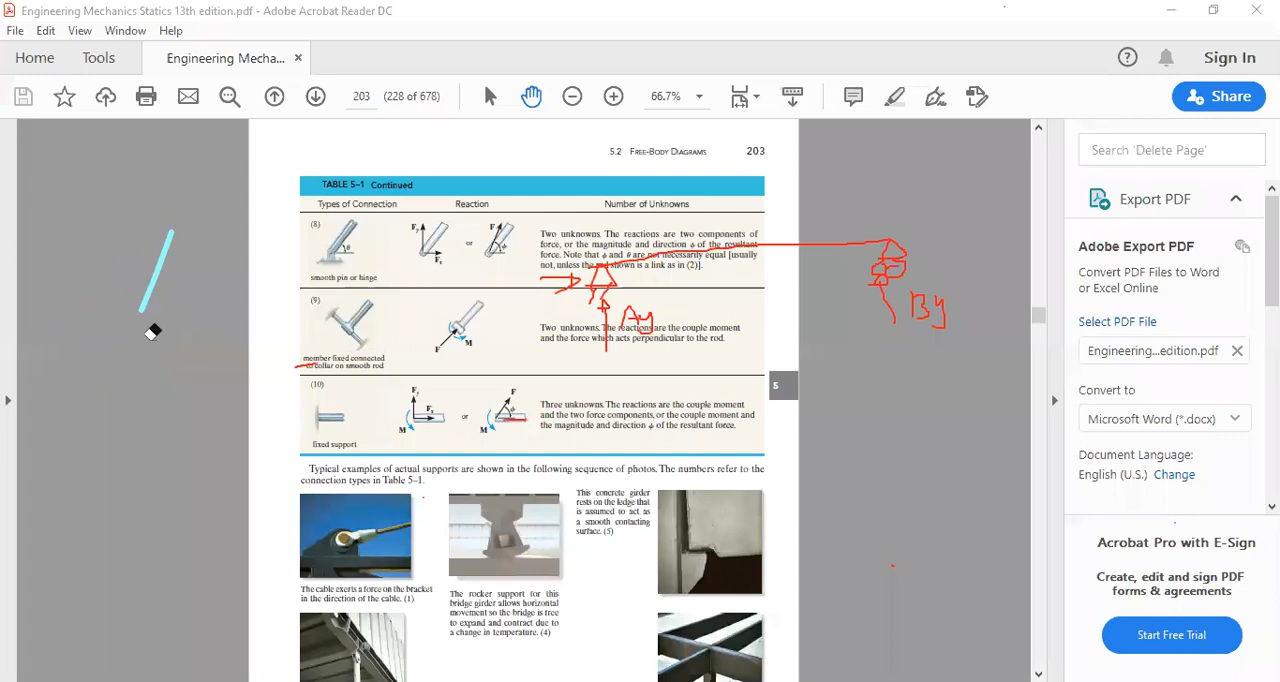 Engineering Mechanics Statics 13th edition.pdf - Adobe Acrobat Reader DC
File Edit View Window Help
Home Tools Engineering Mecha... ×
Sign In
203 (228 of 678) 66.7%
Share
5.2 FREE-BODY DIAGRAMS 203
TABLE 5–1 Continued
Types of Connection Reaction Number of Unknowns
(8)
θ
Fy
Fx
or
F
ϕ
smooth pin or hinge
Two unknowns. The reactions are two components of
force, or the magnitude and direction ϕ of the resultant
force. Note that ϕ and θ are not necessarily equal [usually
not, unless the rod shown is a link as in (2)].
Ay
By
(9)
F
M
member fixed connected
to collar on smooth rod
Two unknowns. The reactions are the couple moment
and the force which acts perpendicular to the rod.
(10)
Fy
Fx
M
or
F
ϕ
M
fixed support
Three unknowns. The reactions are the couple moment
and the two force components, or the couple moment and
the magnitude and direction ϕ of the resultant force.
5
Typical examples of actual supports are shown in the following sequence of photos. The numbers refer to the
connection types in Table 5–1.
The cable exerts a force on the bracket
in the direction of the cable. (1)
The rocker support for this
bridge girder allows horizontal
movement so the bridge is free
to expand and contract due to
a change in temperature. (4)
This concrete girder
rests on the ledge that
is assumed to act as
a smooth contacting
surface. (5)
Search 'Delete Page'
Export PDF
Adobe Export PDF
Convert PDF Files to Word
or Excel Online
Select PDF File
Engineering...edition.pdf
Convert to
Microsoft Word (*.docx)
Document Language:
English (U.S.) Change
Acrobat Pro with E-Sign
Create, edit and sign PDF
forms & agreements
Start Free Trial